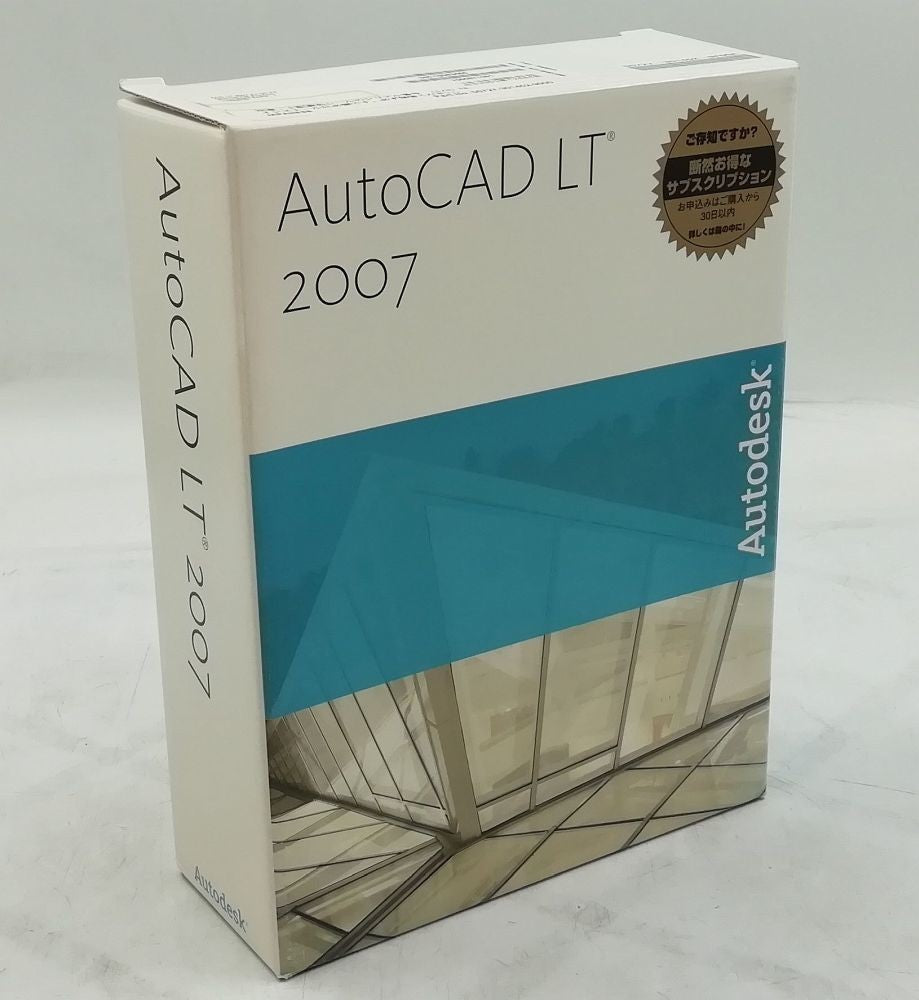 AutoCAD LT®
2007
ご存知ですか?
断然お得な
サブスクリプション
お申込みはご購入から
30日以内
詳しくは箱の中に!
Autodesk®
AutoCAD LT® 2007
Autodesk®